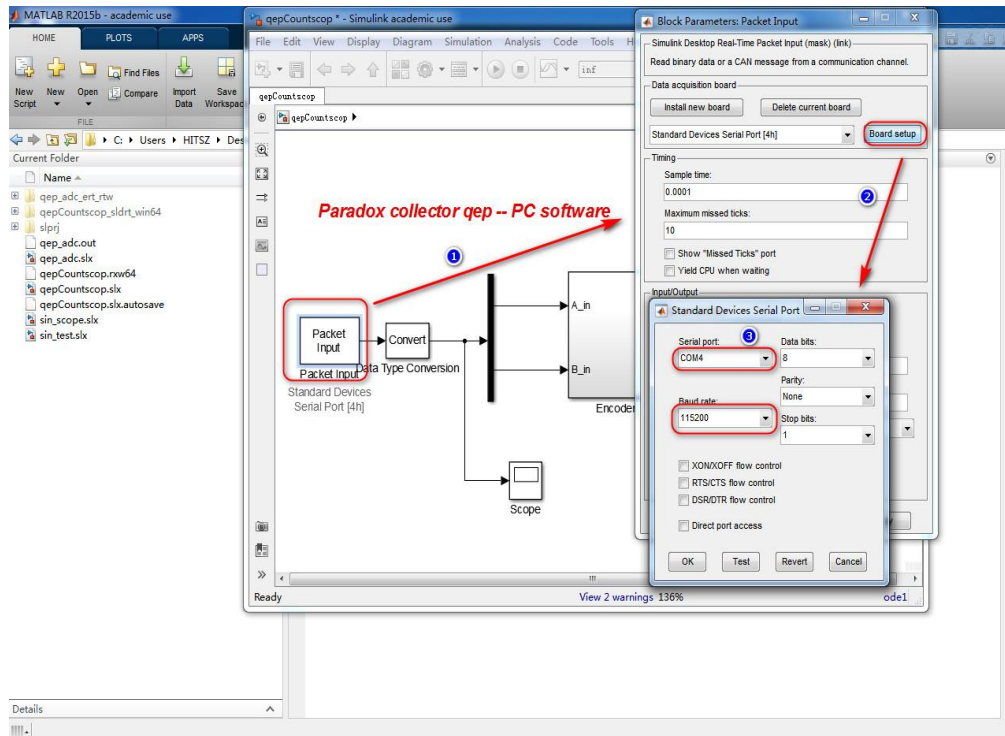 MATLAB R2015b - academic use
HOME PLOTS APPS
New Script
New
Open
Find Files
Compare
Import Data
Save
FILE
C: ▸ Users ▸ HITSZ ▸
Current Folder
Name
qep_adc_ert_rtw
qepCountscop_sldrt_win64
slprj
qep_adc.out
qep_adc.slx
qepCountscop.rxw64
qepCountscop.slx
qepCountscop.slx.autosave
sin_scope.slx
sin_test.slx
Details
qepCountscop * - Simulink academic use
File Edit View Display Diagram Simulation Analysis Code Tools
inf
qepCountscop
qepCountscop
Paradox collector qep -- PC software
1
Packet Input
Convert
Packet Input
Data Type Conversion
Standard Devices
Serial Port [4h]
A_in
B_in
Encoder
Scope
Ready
View 2 warnings
136%
ode1
Block Parameters: Packet Input
Simulink Desktop Real-Time Packet Input (mask) (link)
Read binary data or a CAN message from a communication channel.
Data acquisition board
Install new board
Delete current board
Standard Devices Serial Port [4h]
Board setup
Timing
Sample time:
0.0001
2
Maximum missed ticks:
10
Show "Missed Ticks" port
Yield CPU when waiting
Input/Output
Standard Devices Serial Port
3
Serial port:
COM4
Data bits:
8
Parity:
None
Baud rate:
115200
Stop bits:
1
XON/XOFF flow control
RTS/CTS flow control
DSR/DTR flow control
Direct port access
OK
Test
Revert
Cancel